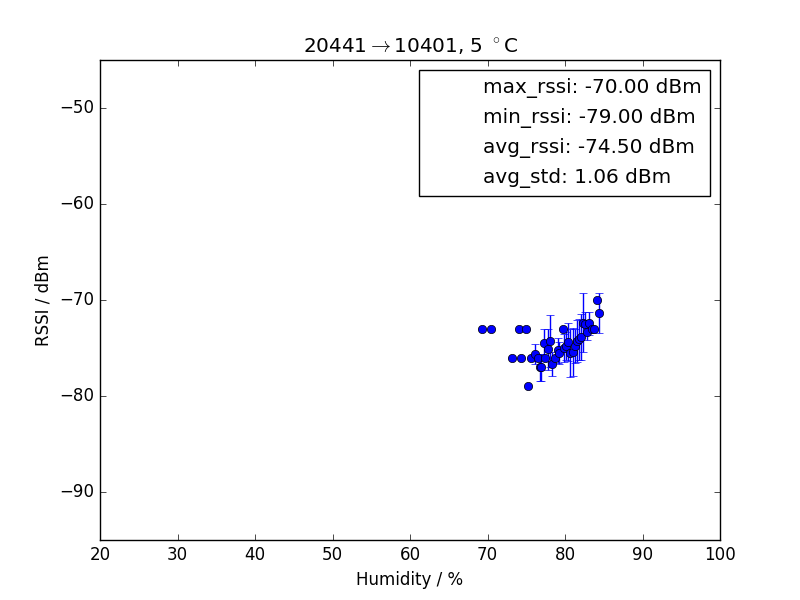 20441→10401, 5 °C
max_rssi: -70.00 dBm
min_rssi: -79.00 dBm
avg_rssi: -74.50 dBm
avg_std: 1.06 dBm
−50
−60
−70
−80
−90
RSSI / dBm
20 30 40 50 60 70 80 90 100
Humidity / %